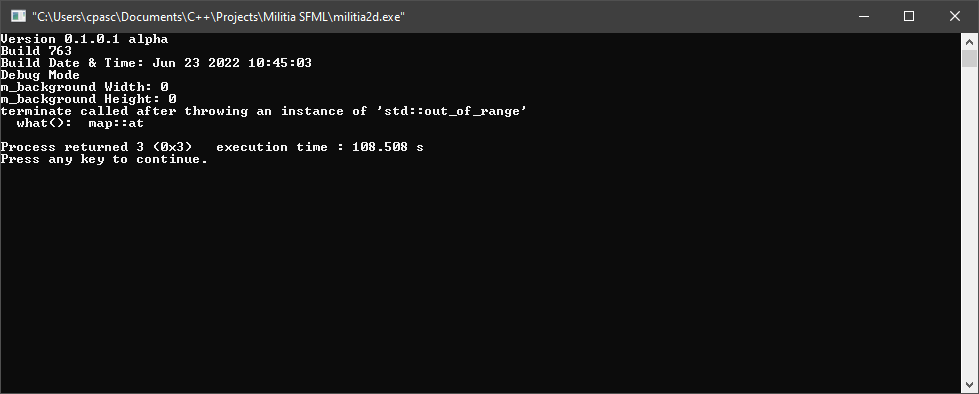 "C:\Users\cpasc\Documents\C++\Projects\Militia SFML\militia2d.exe"
Version 0.1.0.1 alpha
Build 763
Build Date & Time: Jun 23 2022 10:45:03
Debug Mode
m_background Width: 0
m_background Height: 0
terminate called after throwing an instance of 'std::out_of_range'
  what():  map::at
Process returned 3 (0x3)   execution time : 108.508 s
Press any key to continue.